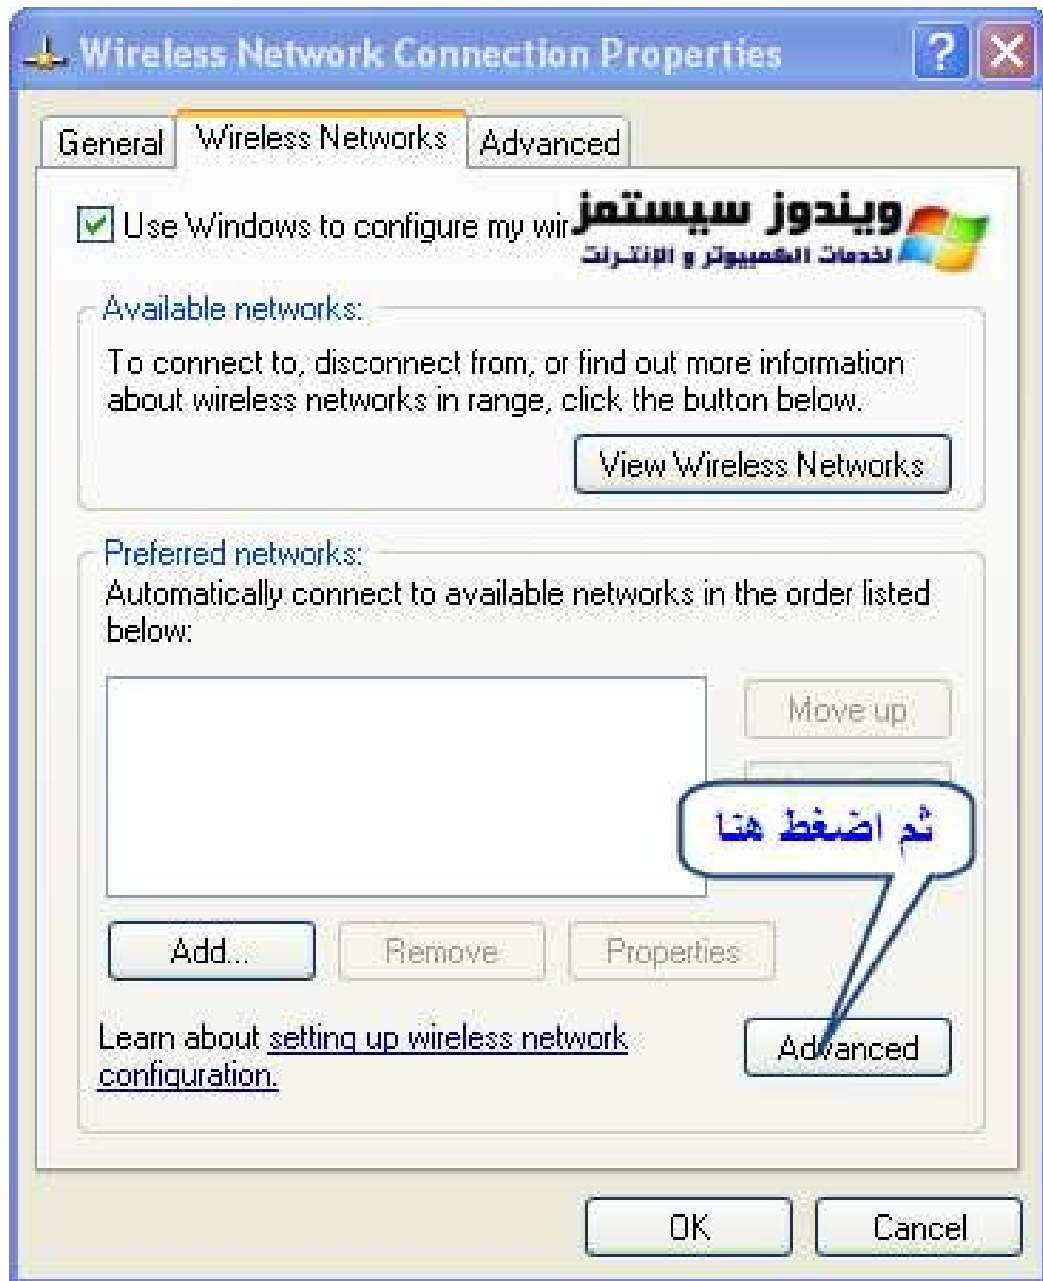 Wireless Network Connection Properties
General
Wireless Networks
Advanced
Use Windows to configure my wir
ويندوز سيستمز
لخدمات الكمبيوتر و الإنترنت
Available networks:
To connect to, disconnect from, or find out more information
about wireless networks in range, click the button below.
View Wireless Networks
Preferred networks:
Automatically connect to available networks in the order listed
below:
Move up
ثم اضغط هنا
Add...
Remove
Properties
Learn about setting up wireless network
configuration.
Advanced
OK
Cancel